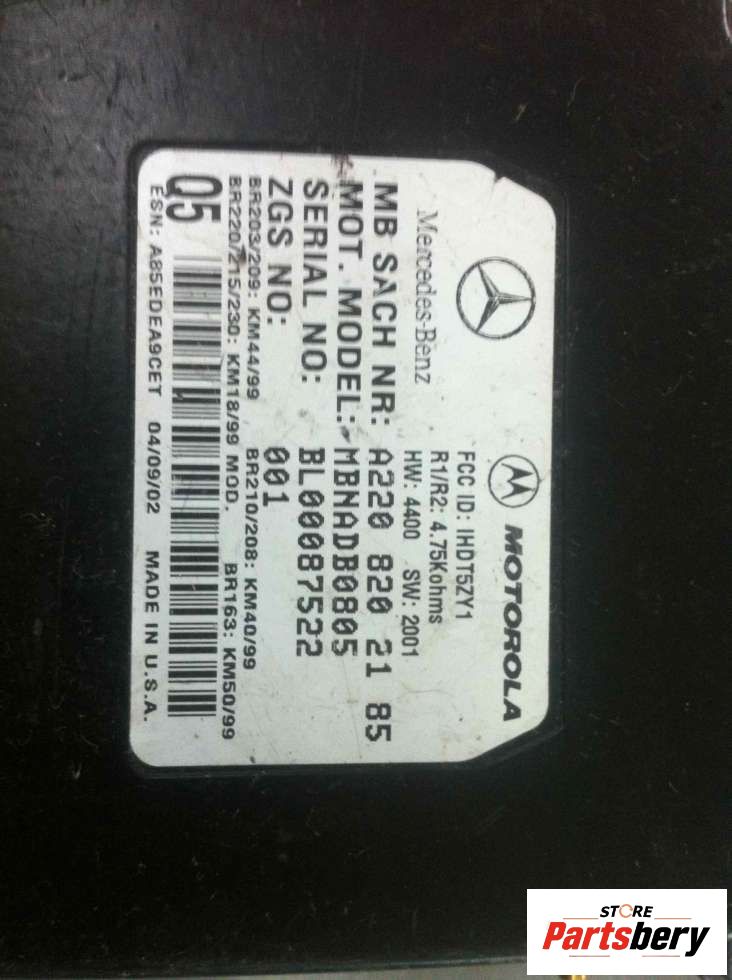 MOTOROLA
Mercedes-Benz
FCC ID: IHDT5ZY1
R1/R2: 4.75Kohms
HW: 4400 SW: 2001
MB SACH NR: A220 820 21 85
MOT. MODEL: MBNADB0805
SERIAL NO: BL00087522
ZGS NO: 001
BR203/209: KM44/99 BR210/208: KM40/99
BR220/215/230: KM18/99 MOD. BR163: KM50/99
Q5
ESN: A85EDEA9CET 04/09/02 MADE IN U.S.A.
STORE
Partsbery